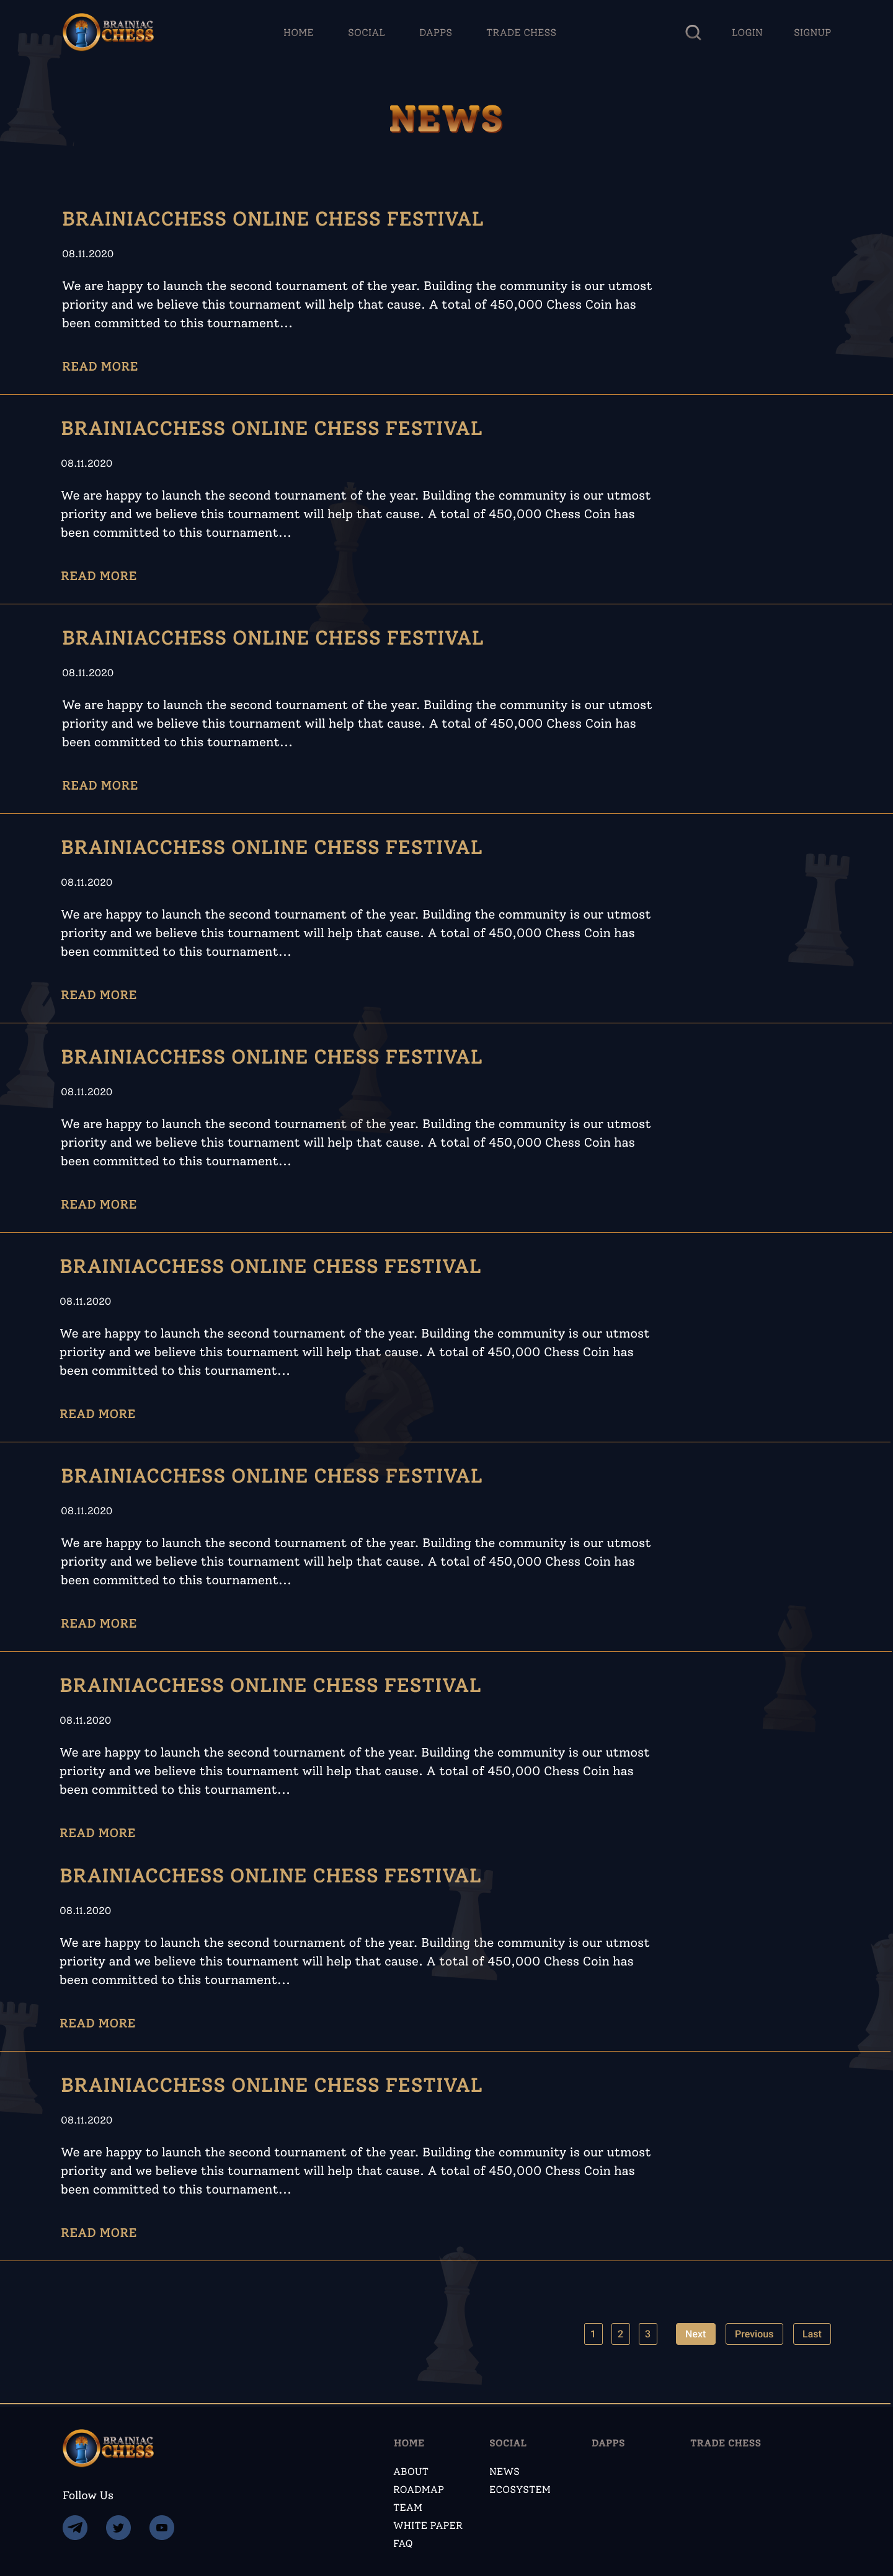 BRAINIAC
CHESS
HOME SOCIAL DAPPS TRADE CHESS LOGIN SIGNUP
NEWS
BRAINIACCHESS ONLINE CHESS FESTIVAL
08.11.2020
We are happy to launch the second tournament of the year. Building the community is our utmost
priority and we believe this tournament will help that cause. A total of 450,000 Chess Coin has
been committed to this tournament...
READ MORE
BRAINIACCHESS ONLINE CHESS FESTIVAL
08.11.2020
We are happy to launch the second tournament of the year. Building the community is our utmost
priority and we believe this tournament will help that cause. A total of 450,000 Chess Coin has
been committed to this tournament...
READ MORE
BRAINIACCHESS ONLINE CHESS FESTIVAL
08.11.2020
We are happy to launch the second tournament of the year. Building the community is our utmost
priority and we believe this tournament will help that cause. A total of 450,000 Chess Coin has
been committed to this tournament...
READ MORE
BRAINIACCHESS ONLINE CHESS FESTIVAL
08.11.2020
We are happy to launch the second tournament of the year. Building the community is our utmost
priority and we believe this tournament will help that cause. A total of 450,000 Chess Coin has
been committed to this tournament...
READ MORE
BRAINIACCHESS ONLINE CHESS FESTIVAL
08.11.2020
We are happy to launch the second tournament of the year. Building the community is our utmost
priority and we believe this tournament will help that cause. A total of 450,000 Chess Coin has
been committed to this tournament...
READ MORE
BRAINIACCHESS ONLINE CHESS FESTIVAL
08.11.2020
We are happy to launch the second tournament of the year. Building the community is our utmost
priority and we believe this tournament will help that cause. A total of 450,000 Chess Coin has
been committed to this tournament...
READ MORE
BRAINIACCHESS ONLINE CHESS FESTIVAL
08.11.2020
We are happy to launch the second tournament of the year. Building the community is our utmost
priority and we believe this tournament will help that cause. A total of 450,000 Chess Coin has
been committed to this tournament...
READ MORE
BRAINIACCHESS ONLINE CHESS FESTIVAL
08.11.2020
We are happy to launch the second tournament of the year. Building the community is our utmost
priority and we believe this tournament will help that cause. A total of 450,000 Chess Coin has
been committed to this tournament...
READ MORE
BRAINIACCHESS ONLINE CHESS FESTIVAL
08.11.2020
We are happy to launch the second tournament of the year. Building the community is our utmost
priority and we believe this tournament will help that cause. A total of 450,000 Chess Coin has
been committed to this tournament...
READ MORE
BRAINIACCHESS ONLINE CHESS FESTIVAL
08.11.2020
We are happy to launch the second tournament of the year. Building the community is our utmost
priority and we believe this tournament will help that cause. A total of 450,000 Chess Coin has
been committed to this tournament...
READ MORE
1 2 3 Next Previous Last
BRAINIAC
CHESS
Follow Us
HOME
ABOUT
ROADMAP
TEAM
WHITE PAPER
FAQ
SOCIAL
NEWS
ECOSYSTEM
DAPPS
TRADE CHESS